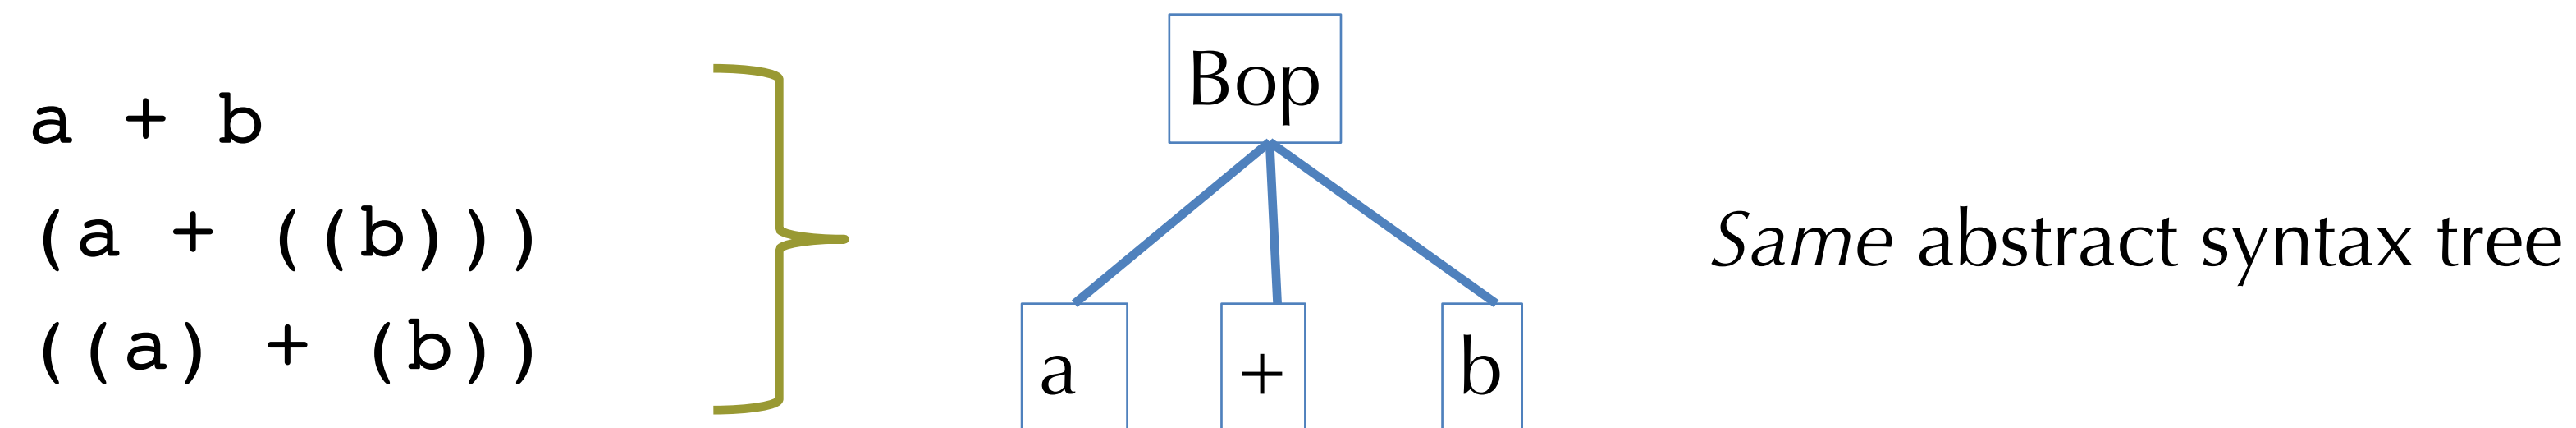 a + b
(a + ((b)))
((a) + (b))
Bop
a + b
Same abstract syntax tree